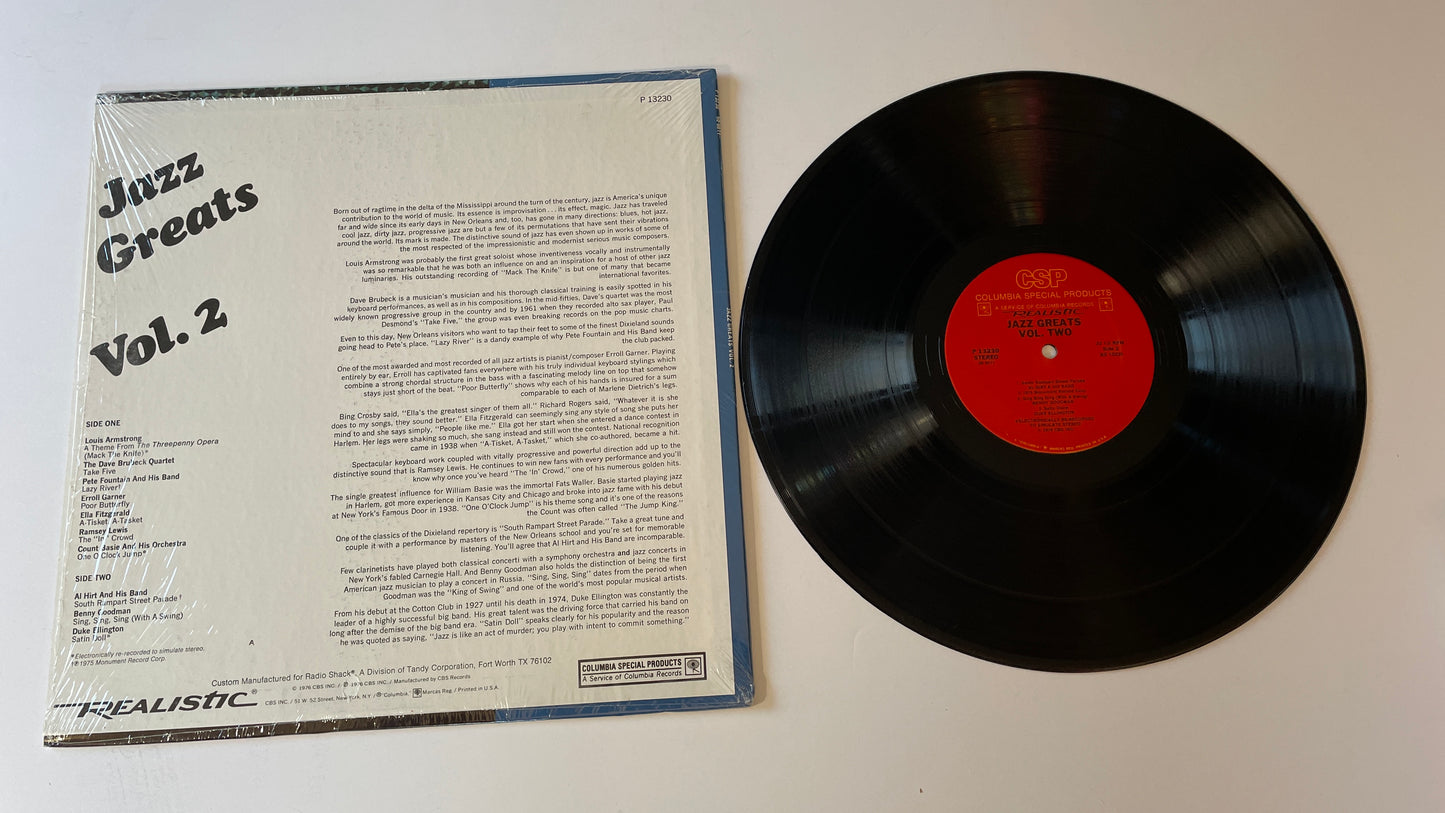 P 13230
Jazz
Greats
Vol. 2
SIDE ONE
Louis Armstrong
A Theme From The Threepenny Opera
(Mack The Knife)*
The Dave Brubeck Quartet
Take Five
Pete Fountain And His Band
Lazy River†
Erroll Garner
Poor Butterfly
Ella Fitzgerald
A-Tisket, A-Tasket
Ramsey Lewis
The "In" Crowd
Count Basie And His Orchestra
One O'Clock Jump*
SIDE TWO
Al Hirt And His Band
South Rampart Street Parade†
Benny Goodman
Sing, Sing, Sing (With A Swing)
Duke Ellington
Satin Doll*
*Electronically re-recorded to simulate stereo.
†℗1975 Monument Record Corp.
A
Born out of ragtime in the delta of the Mississippi around the turn of the century, jazz is America's unique
contribution to the world of music. Its essence is improvisation . . . its effect, magic. Jazz has traveled
far and wide since its early days in New Orleans and, too, has gone in many directions: blues, hot jazz,
cool jazz, dirty jazz, progressive jazz are but a few of its permutations that have sent their vibrations
around the world. Its mark is made. The distinctive sound of jazz has even shown up in works of some of
the most respected of the impressionistic and modernist serious music composers.
Louis Armstrong was probably the first great soloist whose inventiveness vocally and instrumentally
was so remarkable that he was both an influence on and an inspiration for a host of other jazz
luminaries. His outstanding recording of "Mack The Knife" is but one of many that became
international favorites.
Dave Brubeck is a musician's musician and his thorough classical training is easily spotted in his
keyboard performances, as well as in his compositions. In the mid-fifties, Dave's quartet was the most
widely known progressive group in the country and by 1961 when they recorded alto sax player, Paul
Desmond's "Take Five," the group was even breaking records on the pop music charts.
Even to this day, New Orleans visitors who want to tap their feet to some of the finest Dixieland sounds
going head to Pete's place. "Lazy River" is a dandy example of why Pete Fountain and His Band keep
the club packed.
One of the most awarded and most recorded of all jazz artists is pianist/composer Erroll Garner. Playing
entirely by ear, Erroll has captivated fans everywhere with his truly individual keyboard stylings which
combine a strong chordal structure in the bass with a fascinating melody line on top that somehow
stays just short of the beat. "Poor Butterfly" shows why each of his hands is insured for a sum
comparable to each of Marlene Dietrich's legs.
Bing Crosby said, "Ella's the greatest singer of them all." Richard Rogers said, "Whatever it is she
does to my songs, they sound better." Ella Fitzgerald can seemingly sing any style of song she puts her
mind to and she says simply, "People like me." Ella got her start when she entered a dance contest in
Harlem. Her legs were shaking so much, she sang instead and still won the contest. National recognition
came in 1938 when "A-Tisket, A-Tasket," which she co-authored, became a hit.
Spectacular keyboard work coupled with vitally progressive and powerful direction add up to the
distinctive sound that is Ramsey Lewis. He continues to win new fans with every performance and you'll
know why once you've heard "The 'In' Crowd," one of his numerous golden hits.
The single greatest influence for William Basie was the immortal Fats Waller. Basie started playing jazz
in Harlem, got more experience in Kansas City and Chicago and broke into jazz fame with his debut
at New York's Famous Door in 1938. "One O'Clock Jump" is his theme song and it's one of the reasons
the Count was often called "The Jump King."
One of the classics of the Dixieland repertory is "South Rampart Street Parade." Take a great tune and
couple it with a performance by masters of the New Orleans school and you're set for memorable
listening. You'll agree that Al Hirt and His Band are incomparable.
Few clarinetists have played both classical concerti with a symphony orchestra and jazz concerts in
New York's fabled Carnegie Hall. And Benny Goodman also holds the distinction of being the first
American jazz musician to play a concert in Russia. "Sing, Sing, Sing" dates from the period when
Goodman was the "King of Swing" and one of the world's most popular musical artists.
From his debut at the Cotton Club in 1927 until his death in 1974, Duke Ellington was constantly the
leader of a highly successful big band. His great talent was the driving force that carried his band on
long after the demise of the big band era. "Satin Doll" speaks clearly for his popularity and the reason
he was quoted as saying, "Jazz is like an act of murder; you play with intent to commit something."
Custom Manufactured for Radio Shack®, A Division of Tandy Corporation, Fort Worth TX 76102
© 1976 CBS INC. / ℗ 1976 CBS INC. / Manufactured by CBS Records
CBS INC. / 51 W. 52 Street, New York, N.Y. / ® "Columbia," Marcas Reg. / Printed in U.S.A.
REALISTIC®
COLUMBIA SPECIAL PRODUCTS
A Service of Columbia Records
JAZZ GREATS VOL. 2
CSP
COLUMBIA SPECIAL PRODUCTS
A SERVICE OF COLUMBIA RECORDS
REALISTIC
JAZZ GREATS
VOL. TWO
P 13230
STEREO
Side 2